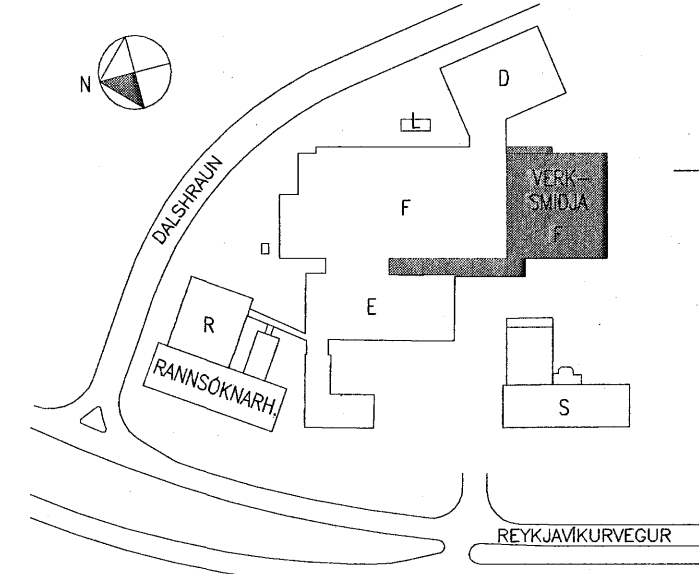 N
D
L
DALSHRAUN
F
VERK-
SMIDJA
F
E
R
RANNSÓKNARH.
S
REYKJAVÍKURVEGUR